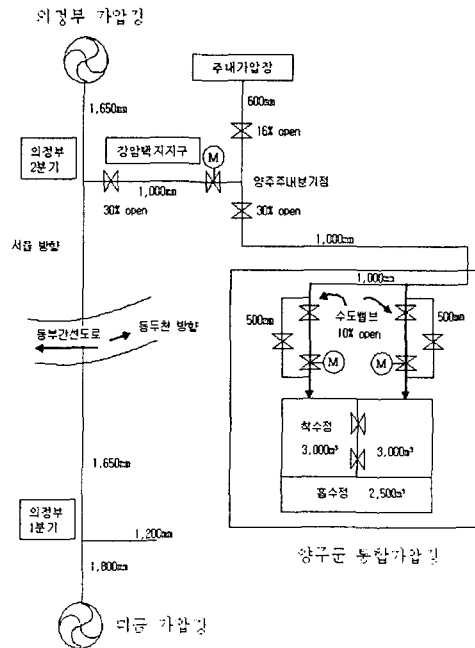 의정부 가압장
주내가압장
1,650mm
600mm
16% open
의정부
2분기
강압택지지구
M
1,000mm
양주주내분기점
30% open
30% open
서울 방향
1,000mm
1,000mm
500mm
수도밸브
10% open
500mm
동부간선도로
동두천 방향
M
M
착수정
3,000m³
3,000m³
흡수정 2,500m³
1,650mm
의정부
1분기
1,200mm
1,800mm
양주군 통합가압장
가압장